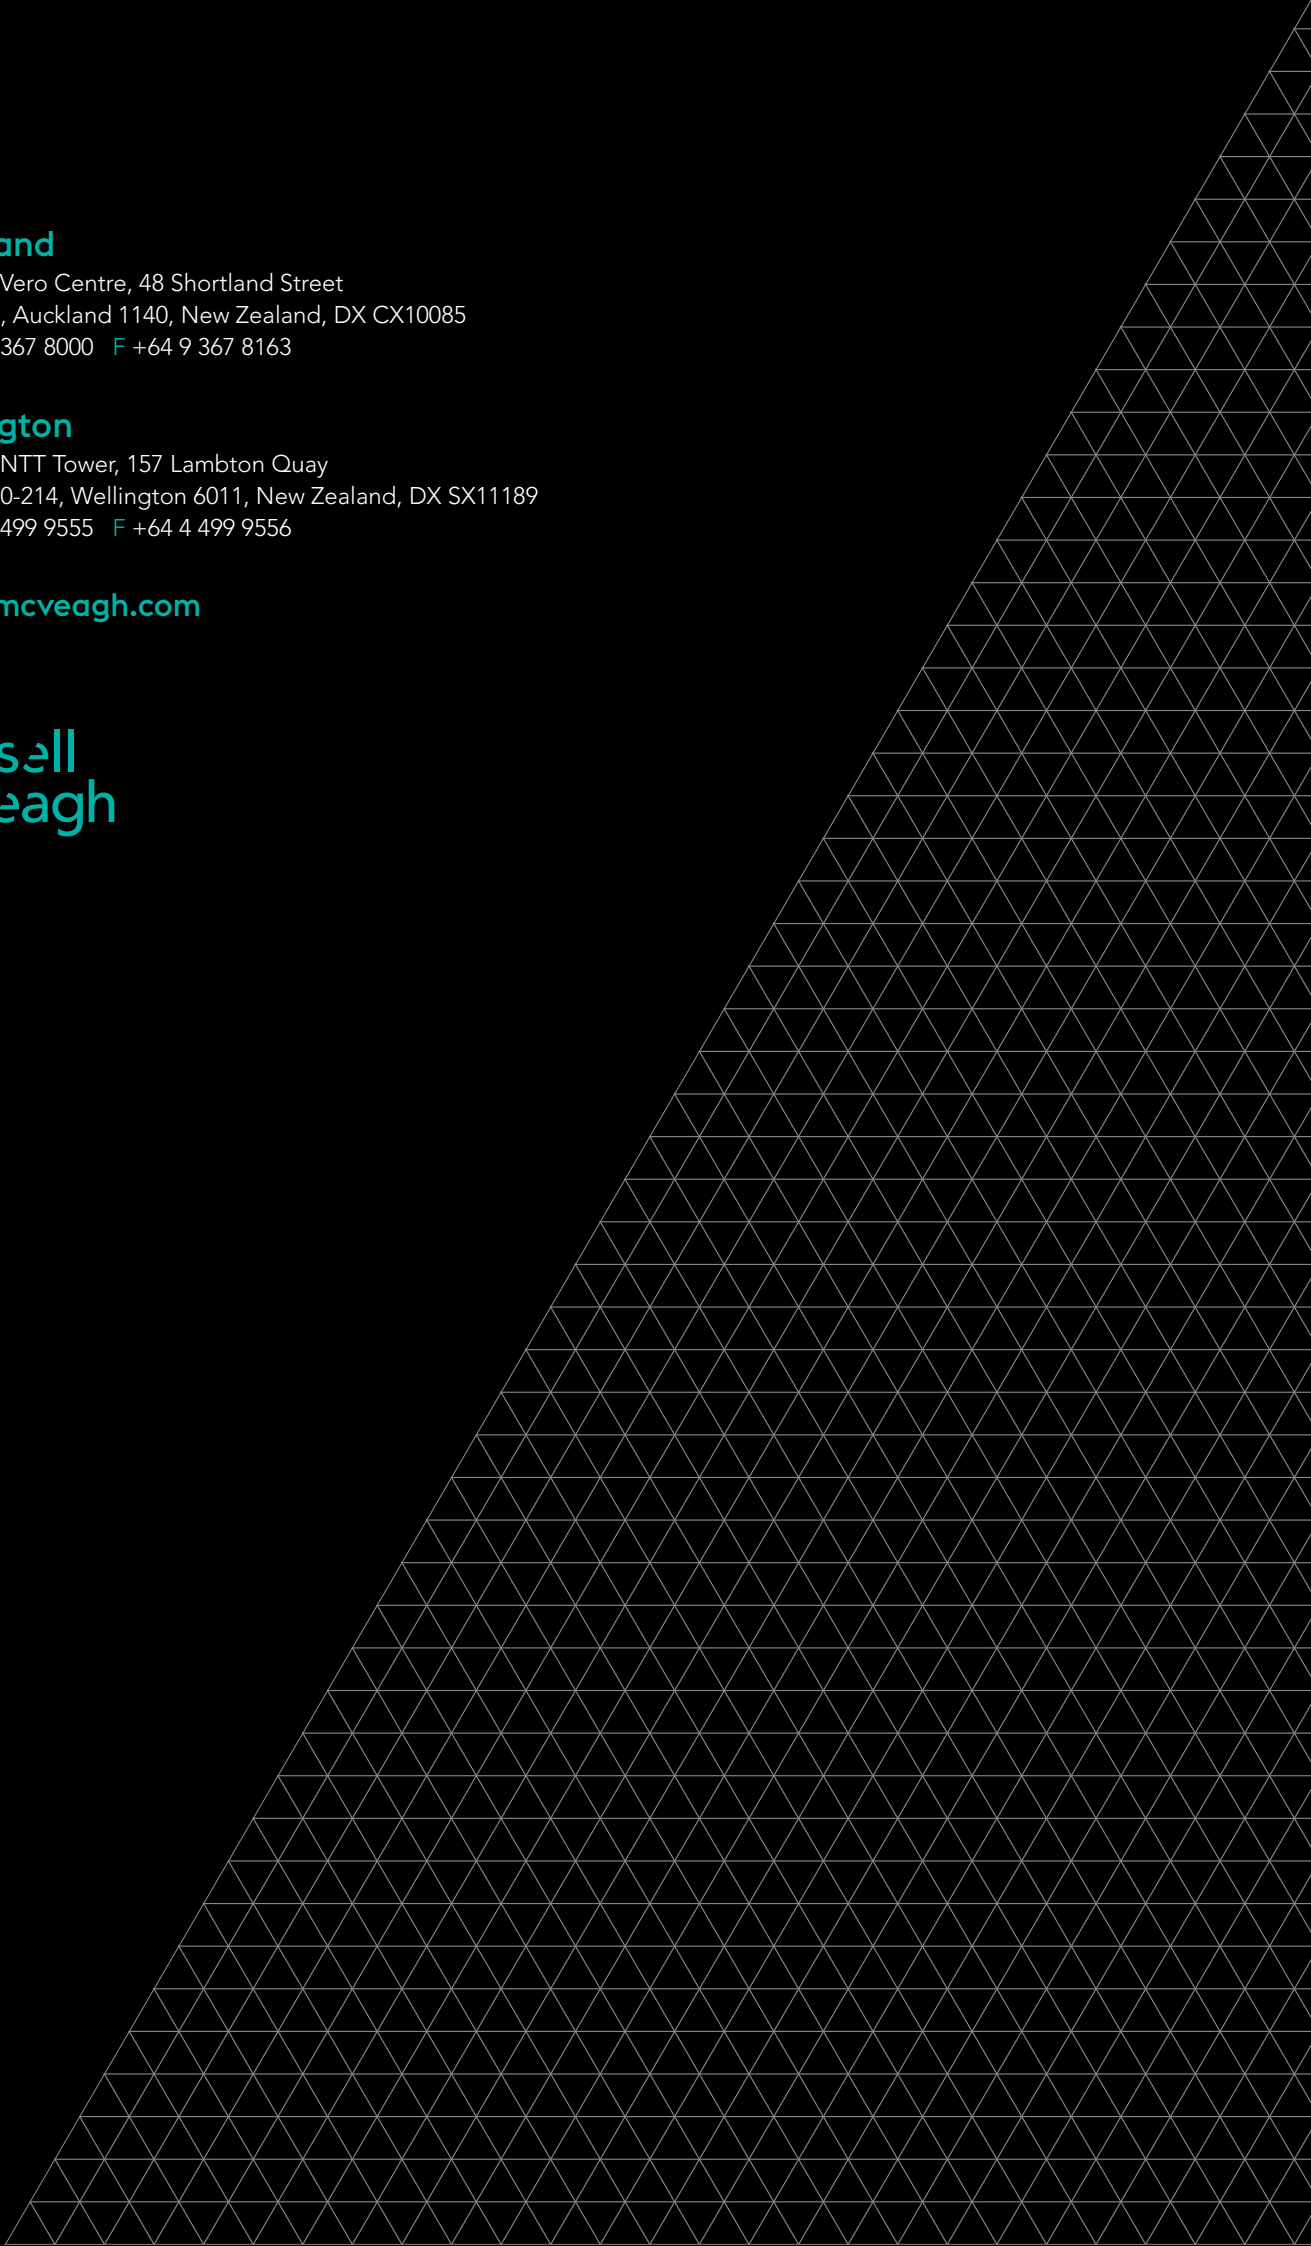 and
Vero Centre, 48 Shortland Street
, Auckland 1140, New Zealand, DX CX10085
367 8000 F +64 9 367 8163
gton
NTT Tower, 157 Lambton Quay
0-214, Wellington 6011, New Zealand, DX SX11189
499 9555 F +64 4 499 9556
mcveagh.com
sell
eagh